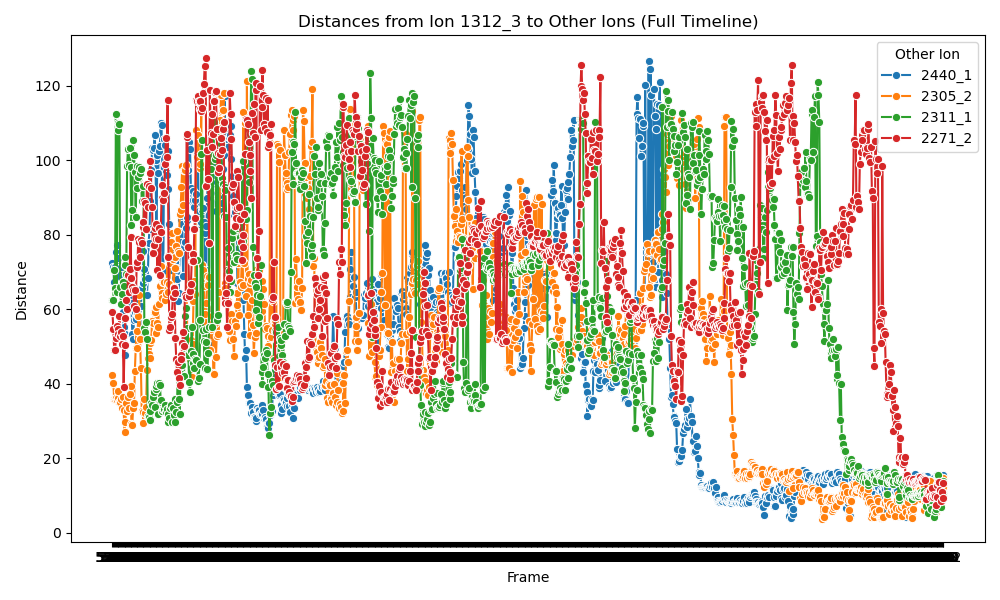 Distances from Ion 1312_3 to Other Ions (Full Timeline)
Other Ion
2440_1
2305_2
2311_1
2271_2
120
100
80
60
40
20
0
Distance
Frame